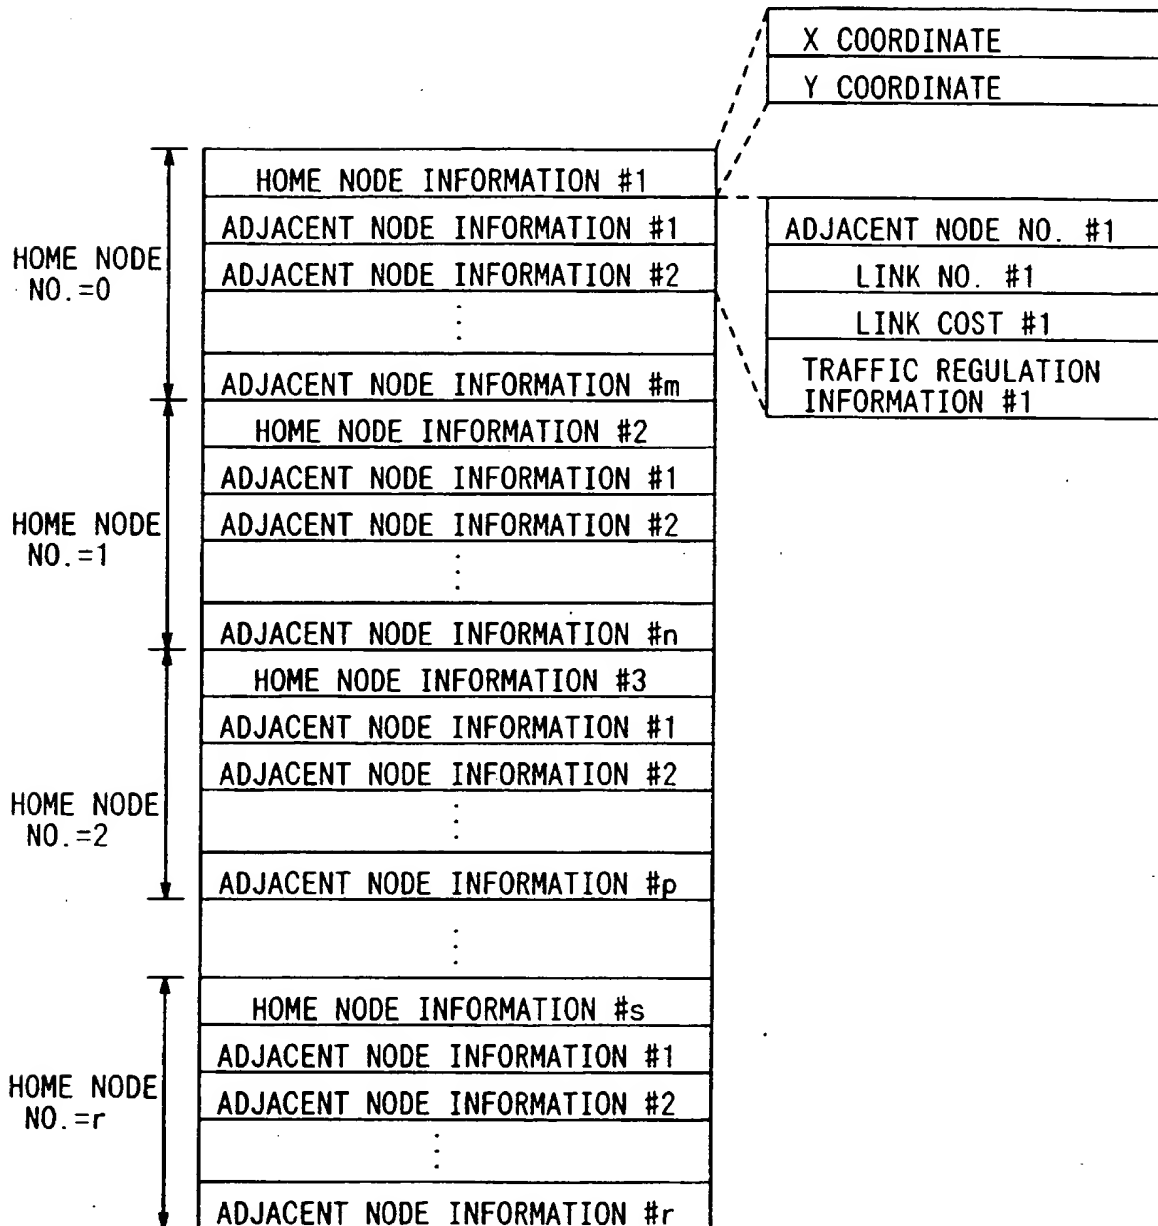 X COORDINATE
Y COORDINATE
HOME NODE INFORMATION #1
ADJACENT NODE INFORMATION #1
ADJACENT NODE INFORMATION #2
⋮
ADJACENT NODE INFORMATION #m
HOME NODE
NO.=0
ADJACENT NODE NO. #1
LINK NO. #1
LINK COST #1
TRAFFIC REGULATION
INFORMATION #1
HOME NODE INFORMATION #2
ADJACENT NODE INFORMATION #1
ADJACENT NODE INFORMATION #2
⋮
ADJACENT NODE INFORMATION #n
HOME NODE
NO.=1
HOME NODE INFORMATION #3
ADJACENT NODE INFORMATION #1
ADJACENT NODE INFORMATION #2
⋮
ADJACENT NODE INFORMATION #p
HOME NODE
NO.=2
⋮
HOME NODE INFORMATION #s
ADJACENT NODE INFORMATION #1
ADJACENT NODE INFORMATION #2
⋮
ADJACENT NODE INFORMATION #r
HOME NODE
NO.=r